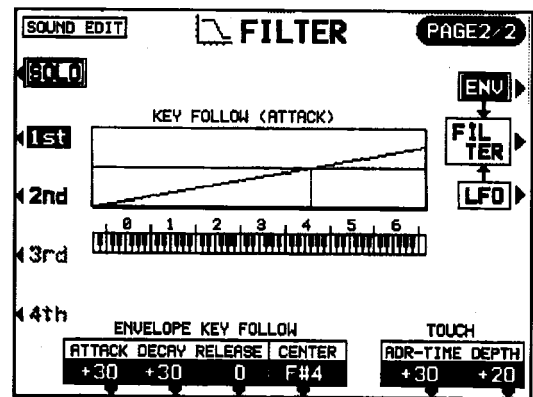 SOUND EDIT
FILTER
PAGE2/2
SOLO
ENV
KEY FOLLOW (ATTACK)
1st
FIL
TER
2nd
LFO
0 1 2 3 4 5 6
3rd
4th
ENVELOPE KEY FOLLOW
TOUCH
ATTACK DECAY RELEASE CENTER
ADR-TIME DEPTH
+30 +30 0 F#4
+30 +20